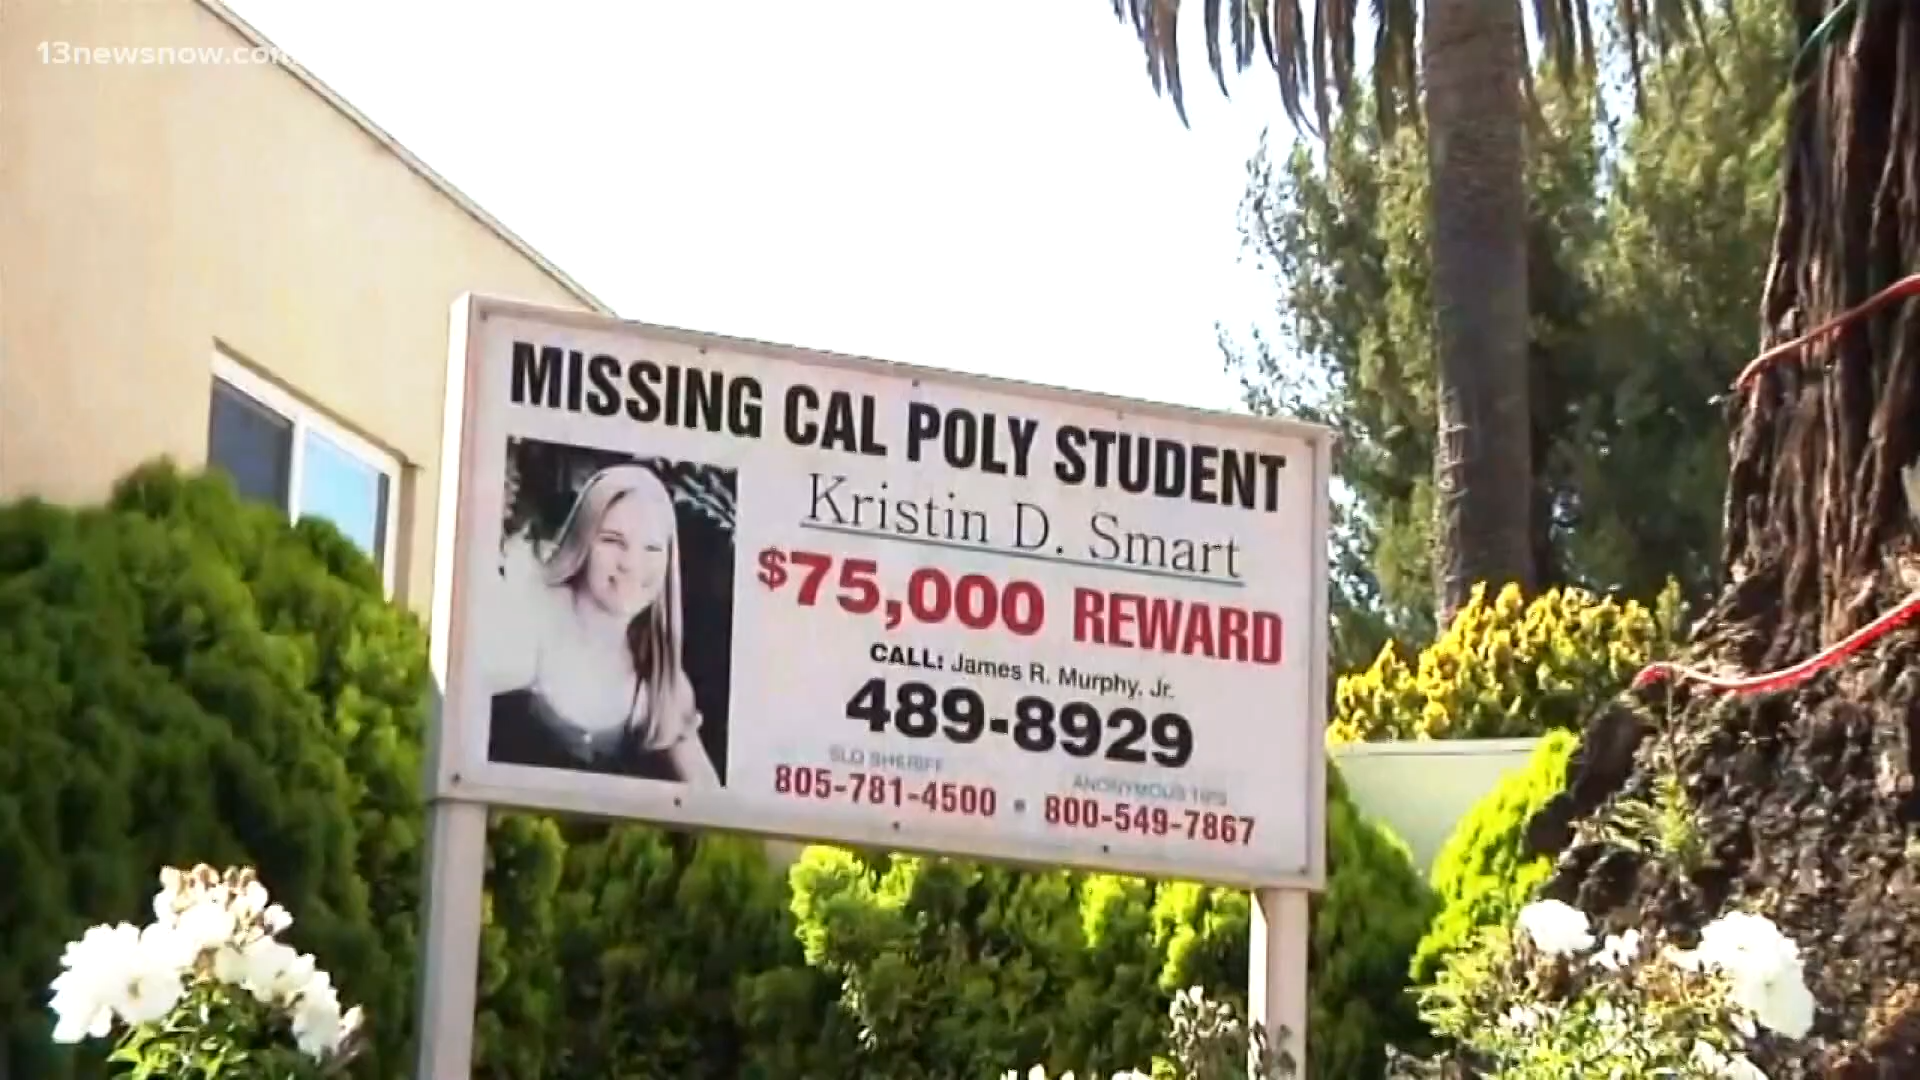 13newsnow.com
MISSING CAL POLY STUDENT
Kristin D. Smart
$75,000 REWARD
CALL: James R. Murphy, Jr.
489-8929
SLO SHERIFF
805-781-4500 •
ANONYMOUS TIPS
800-549-7867